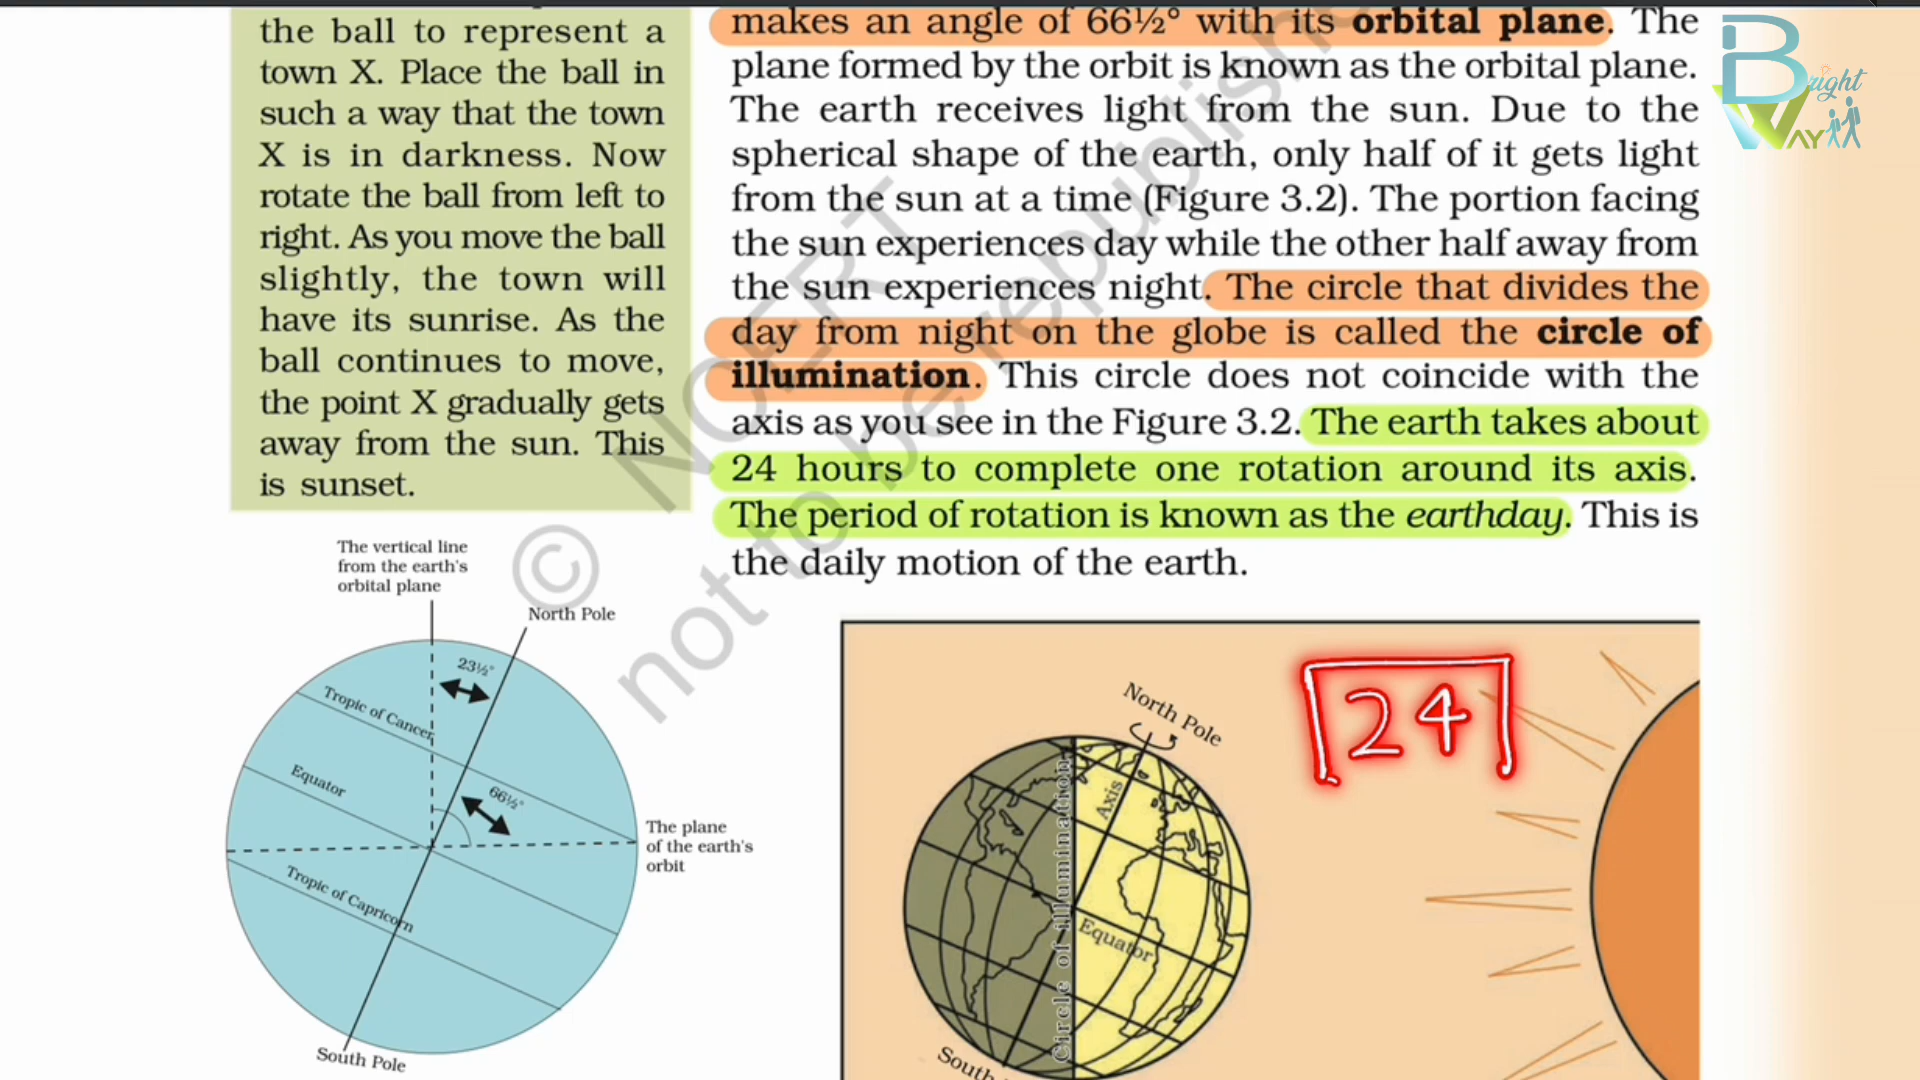 the ball to represent a
town X. Place the ball in
such a way that the town
X is in darkness. Now
rotate the ball from left to
right. As you move the ball
slightly, the town will
have its sunrise. As the
ball continues to move,
the point X gradually gets
away from the sun. This
is sunset.
makes an angle of 66½° with its orbital plane. The
plane formed by the orbit is known as the orbital plane.
The earth receives light from the sun. Due to the
spherical shape of the earth, only half of it gets light
from the sun at a time (Figure 3.2). The portion facing
the sun experiences day while the other half away from
the sun experiences night. The circle that divides the
day from night on the globe is called the circle of
illumination. This circle does not coincide with the
axis as you see in the Figure 3.2. The earth takes about
24 hours to complete one rotation around its axis.
The period of rotation is known as the earthday. This is
the daily motion of the earth.
Bright
WAY
© NCERT
not to be republishe
The vertical line
from the earth's
orbital plane
North Pole
23½°
Tropic of Cancer
Equator
66½°
The plane
of the earth's
orbit
Tropic of Capricorn
South Pole
North Pole
24
Axis
Circle of illumination
Equator
South